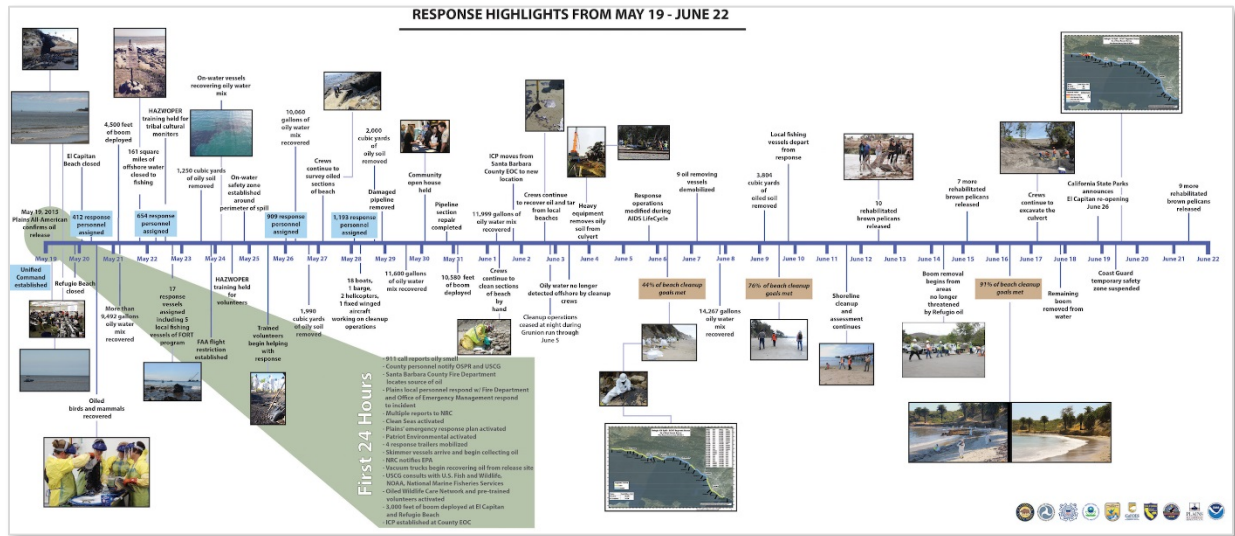 RESPONSE HIGHLIGHTS FROM MAY 19 - JUNE 22
May 19, 2015
Plains All American
confirms oil
release
Unified
Command
established
El Capitan
Beach closed
612 response
personnel
assigned
Refugio Beach
closed
Oiled
birds and mammals
recovered
4,500 feet
of boom
deployed
More than
9,492 gallons
oily water
mix
recovered
161 square
miles of
offshore water
closed to
fishing
654 response
personnel
assigned
HAZWOPER
training held for
tribal cultural
monitors
17
response
vessels
assigned
including 5
local fishing
vessels of FORT
program
1,250 cubic yards
of oily soil
removed
On-water vessels
recovering oily water
mix
FAA flight
restriction
established
On-water
safety zone
established
around
perimeter of spill
HAZWOPER
training held
for
volunteers
Trained
volunteers
begin helping
with
response
10,060
gallons of
oily water
mix
recovered
909 response
personnel
assigned
1,990
cubic yards
of oily soil
removed
Crews
continue to
survey oiled
sections of
beach
1,193 response
personnel
assigned
18 boats,
1 barge,
2 helicopters,
1 fixed winged
aircraft
working on cleanup
operations
2,000
cubic yards of
oily soil
removed
Damaged
pipeline
removed
11,600 gallons
of oily water
mix recovered
Community
open house
held
Pipeline
section
repair
completed
10,580 feet
of boom
deployed
11,999 gallons of
oily water mix
recovered
Crews
continue to
clean sections
of beach
by
hand
ICP moves from
Santa Barbara
County EOC to
new
location
Cleanup operations
ceased at night during
Grunion run through
June 5
Crews continue
to recover oil and tar
from local
beaches
Oily water no longer
detected offshore by cleanup
crews
Heavy
equipment
removes oily
soil from
culvert
Response
operations
modified during
AIDS LifeCycle
44% of beach cleanup
goals met
9 oil removing
vessels
demobilized
14,267 gallons
oily water mix
recovered
cubic yards of
oiled soil
removed
76% of beach cleanup
goals met
Local fishing
vessels depart
from
response
Shoreline
cleanup and
assessment
continues
10
rehabilitated
brown pelicans
released
Boom removal
begins from
areas
no longer
threatened
by Refugio oil
7 more
rehabilitated
brown pelicans
released
91% of beach cleanup
goals met
Crews
continue to
excavate the
culvert
Remaining
boom
removed from
water
California State Parks
announces
El Capitan re-opening
June 26
Coast Guard
temporary safety
zone suspended
9 more
rehabilitated brown
pelicans released
May 19
May 20
May 21
May 22
May 23
May 24
May 25
May 26
May 27
May 28
May 29
May 30
May 31
June 1
June 2
June 3
June 4
June 5
June 6
June 7
June 8
June 9
June 10
June 11
June 12
June 13
June 14
June 15
June 16
June 17
June 18
June 19
June 20
June 21
June 22
First 24 Hours
- 911 call reports oily smell
- County personnel notify OSPR and USCG
- Santa Barbara County Fire Department
locates source of oil
- Plains local personnel respond w/ Fire Department
and Office of Emergency Management respond
to incident
- Multiple reports to NRC
- Clean Seas activated
- Plains' emergency response plan activated
- Patriot Environmental activated
- 4 response trailers mobilized
- Skimmer vessels arrive and begin collecting oil
- NRC notifies EPA
- Vacuum trucks begin recovering oil from release site
- USCG consults with U.S. Fish and Wildlife,
NOAA, National Marine Fisheries Services
- Oiled Wildlife Care Network and pre-trained
volunteers activated
- 3,000 feet of boom deployed at El Capitan
and Refugio Beach
- ICP established at County EOC